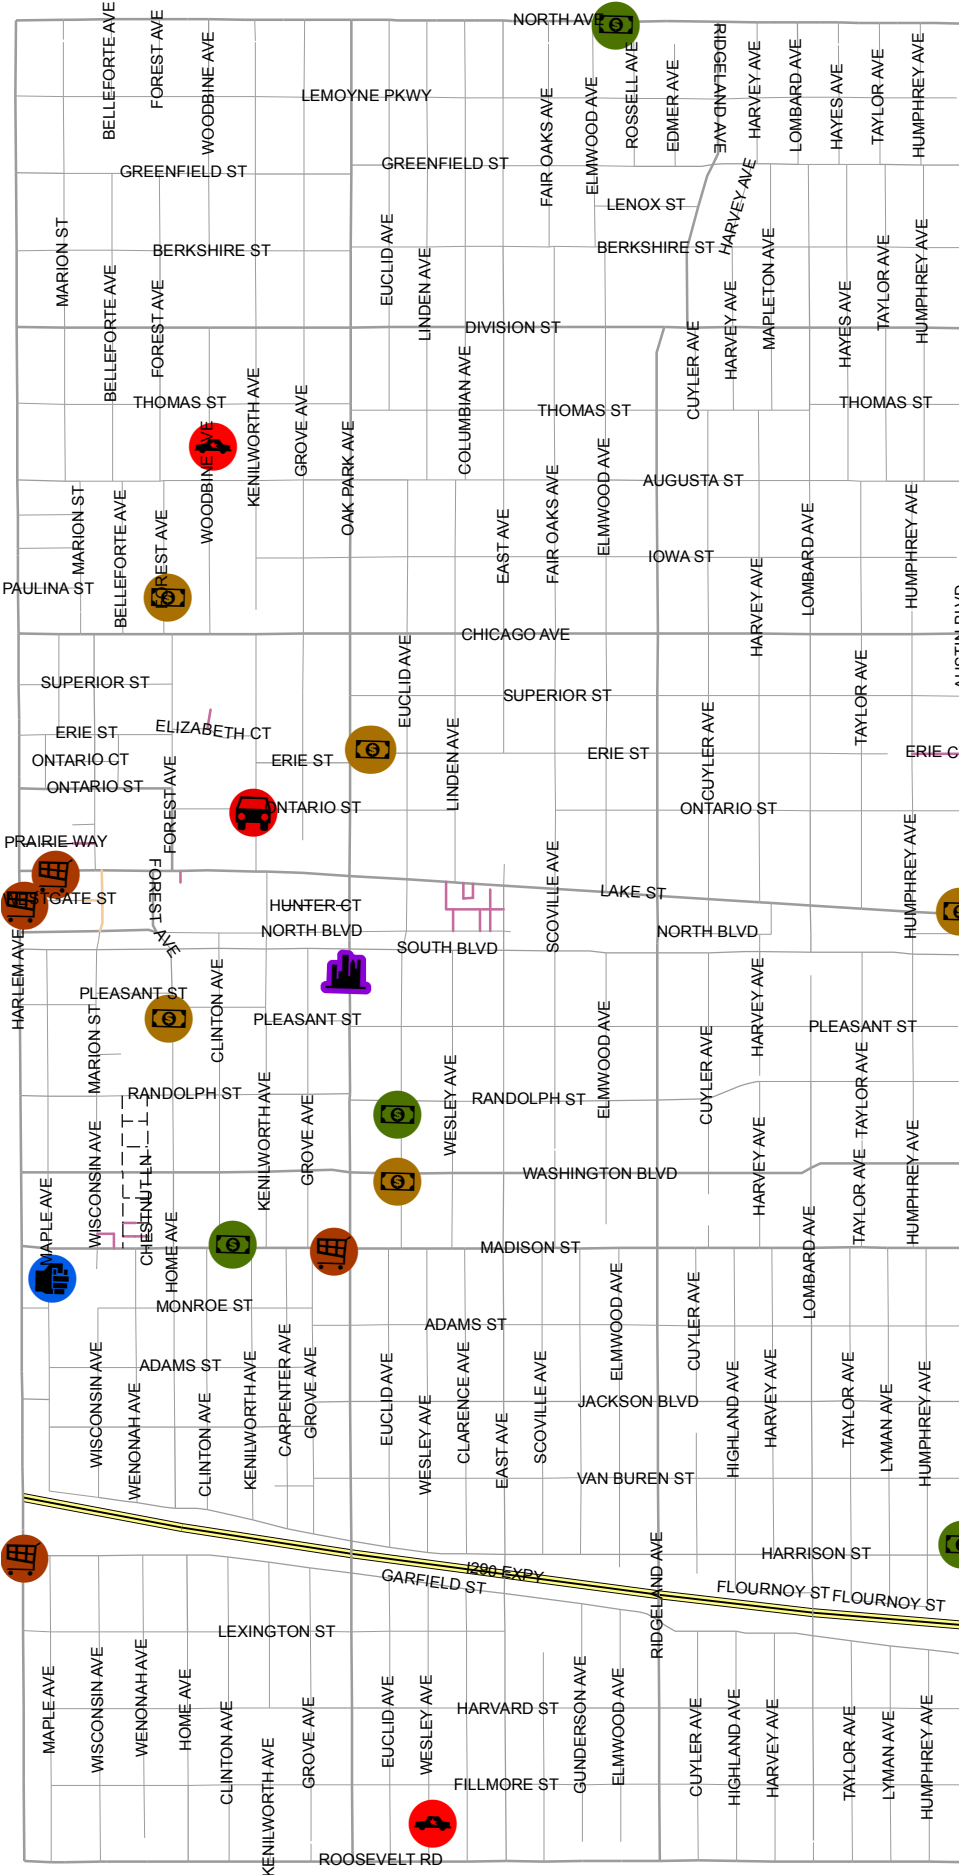 NORTH AVE
BELLEFORTE AVE
FOREST AVE
WOODBINE AVE
RIDGELAND AVE
ROSSELL AVE
EDMER AVE
HARVEY AVE
LOMBARD AVE
HAYES AVE
TAYLOR AVE
HUMPHREY AVE
LEMOYNE PKWY
FAIR OAKS AVE
ELMWOOD AVE
GREENFIELD ST
GREENFIELD ST
LENOX ST
HARVEY AVE
MARION ST
BERKSHIRE ST
BERKSHIRE ST
EUCLID AVE
LINDEN AVE
MAPLETON AVE
TAYLOR AVE
HUMPHREY AVE
BELLEFORTE AVE
FOREST AVE
DIVISION ST
CUYLER AVE
HARVEY AVE
HAYES AVE
COLUMBIAN AVE
THOMAS ST
THOMAS ST
THOMAS ST
WOODBINE AVE
KENILWORTH AVE
GROVE AVE
OAK PARK AVE
ELMWOOD AVE
AUGUSTA ST
MARION ST
BELLEFORTE AVE
FOREST AVE
EAST AVE
FAIR OAKS AVE
IOWA ST
LOMBARD AVE
HUMPHREY AVE
HARVEY AVE
PAULINA ST
AUSTIN BLVD
CHICAGO AVE
EUCLID AVE
TAYLOR AVE
SUPERIOR ST
SUPERIOR ST
ERIE ST
ELIZABETH CT
LINDEN AVE
CUYLER AVE
ONTARIO CT
ERIE ST
ERIE ST
ERIE C
ONTARIO ST
FOREST AVE
ONTARIO ST
ONTARIO ST
PRAIRIE WAY
SCOVILLE AVE
HUMPHREY AVE
FOREST AVE
LAKE ST
STGATE ST
HUNTER CT
NORTH BLVD
NORTH BLVD
SOUTH BLVD
HARLEM AVE
CLINTON AVE
HARVEY AVE
PLEASANT ST
PLEASANT ST
PLEASANT ST
MARION ST
ELMWOOD AVE
CUYLER AVE
TAYLOR AVE
WESLEY AVE
RANDOLPH ST
RANDOLPH ST
KENILWORTH AVE
GROVE AVE
WISCONSIN AVE
HARVEY AVE
TAYLOR AVE
HUMPHREY AVE
CHESTNUT LN
WASHINGTON BLVD
MAPLE AVE
HOME AVE
LOMBARD AVE
MADISON ST
MONROE ST
ELMWOOD AVE
CUYLER AVE
ADAMS ST
ADAMS ST
WISCONSIN AVE
WENONAH AVE
CLINTON AVE
KENILWORTH AVE
CARPENTER AVE
GROVE AVE
EUCLID AVE
WESLEY AVE
CLARENCE AVE
EAST AVE
SCOVILLE AVE
JACKSON BLVD
HIGHLAND AVE
HARVEY AVE
TAYLOR AVE
LYMAN AVE
HUMPHREY AVE
VAN BUREN ST
HARRISON ST
I290 EXPY
GARFIELD ST
RIDGELAND AVE
FLOURNOY ST
FLOURNOY ST
LEXINGTON ST
MAPLE AVE
WISCONSIN AVE
WENONAH AVE
HOME AVE
CLINTON AVE
KENILWORTH AVE
GROVE AVE
EUCLID AVE
WESLEY AVE
HARVARD ST
GUNDERSON AVE
ELMWOOD AVE
CUYLER AVE
HIGHLAND AVE
HARVEY AVE
TAYLOR AVE
LYMAN AVE
HUMPHREY AVE
FILLMORE ST
ROOSEVELT RD